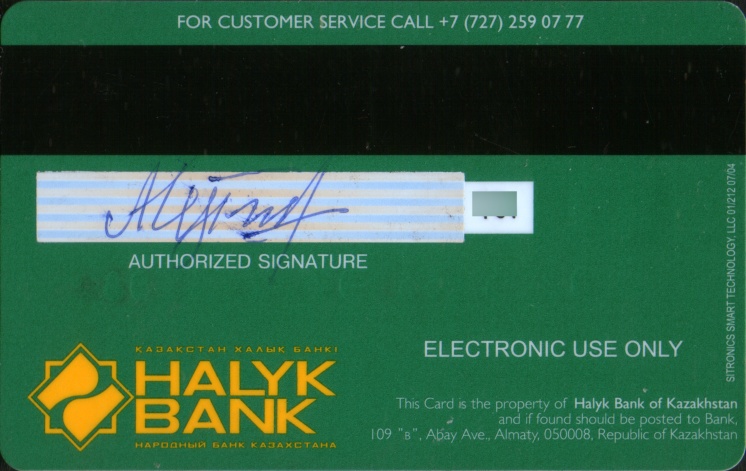 FOR CUSTOMER SERVICE CALL +7 (727) 259 07 77
AUTHORIZED SIGNATURE
SITRONICS SMART TECHNOLOGY, LLC 01/212 07/04
ҚАЗАҚСТАН ХАЛЫҚ БАНКІ
HALYK
BANK
НАРОДНЫЙ БАНК КАЗАХСТАНА
ELECTRONIC USE ONLY
This Card is the property of Halyk Bank of Kazakhstan
and if found should be posted to Bank,
109 "в", Abay Ave., Almaty, 050008, Republic of Kazakhstan